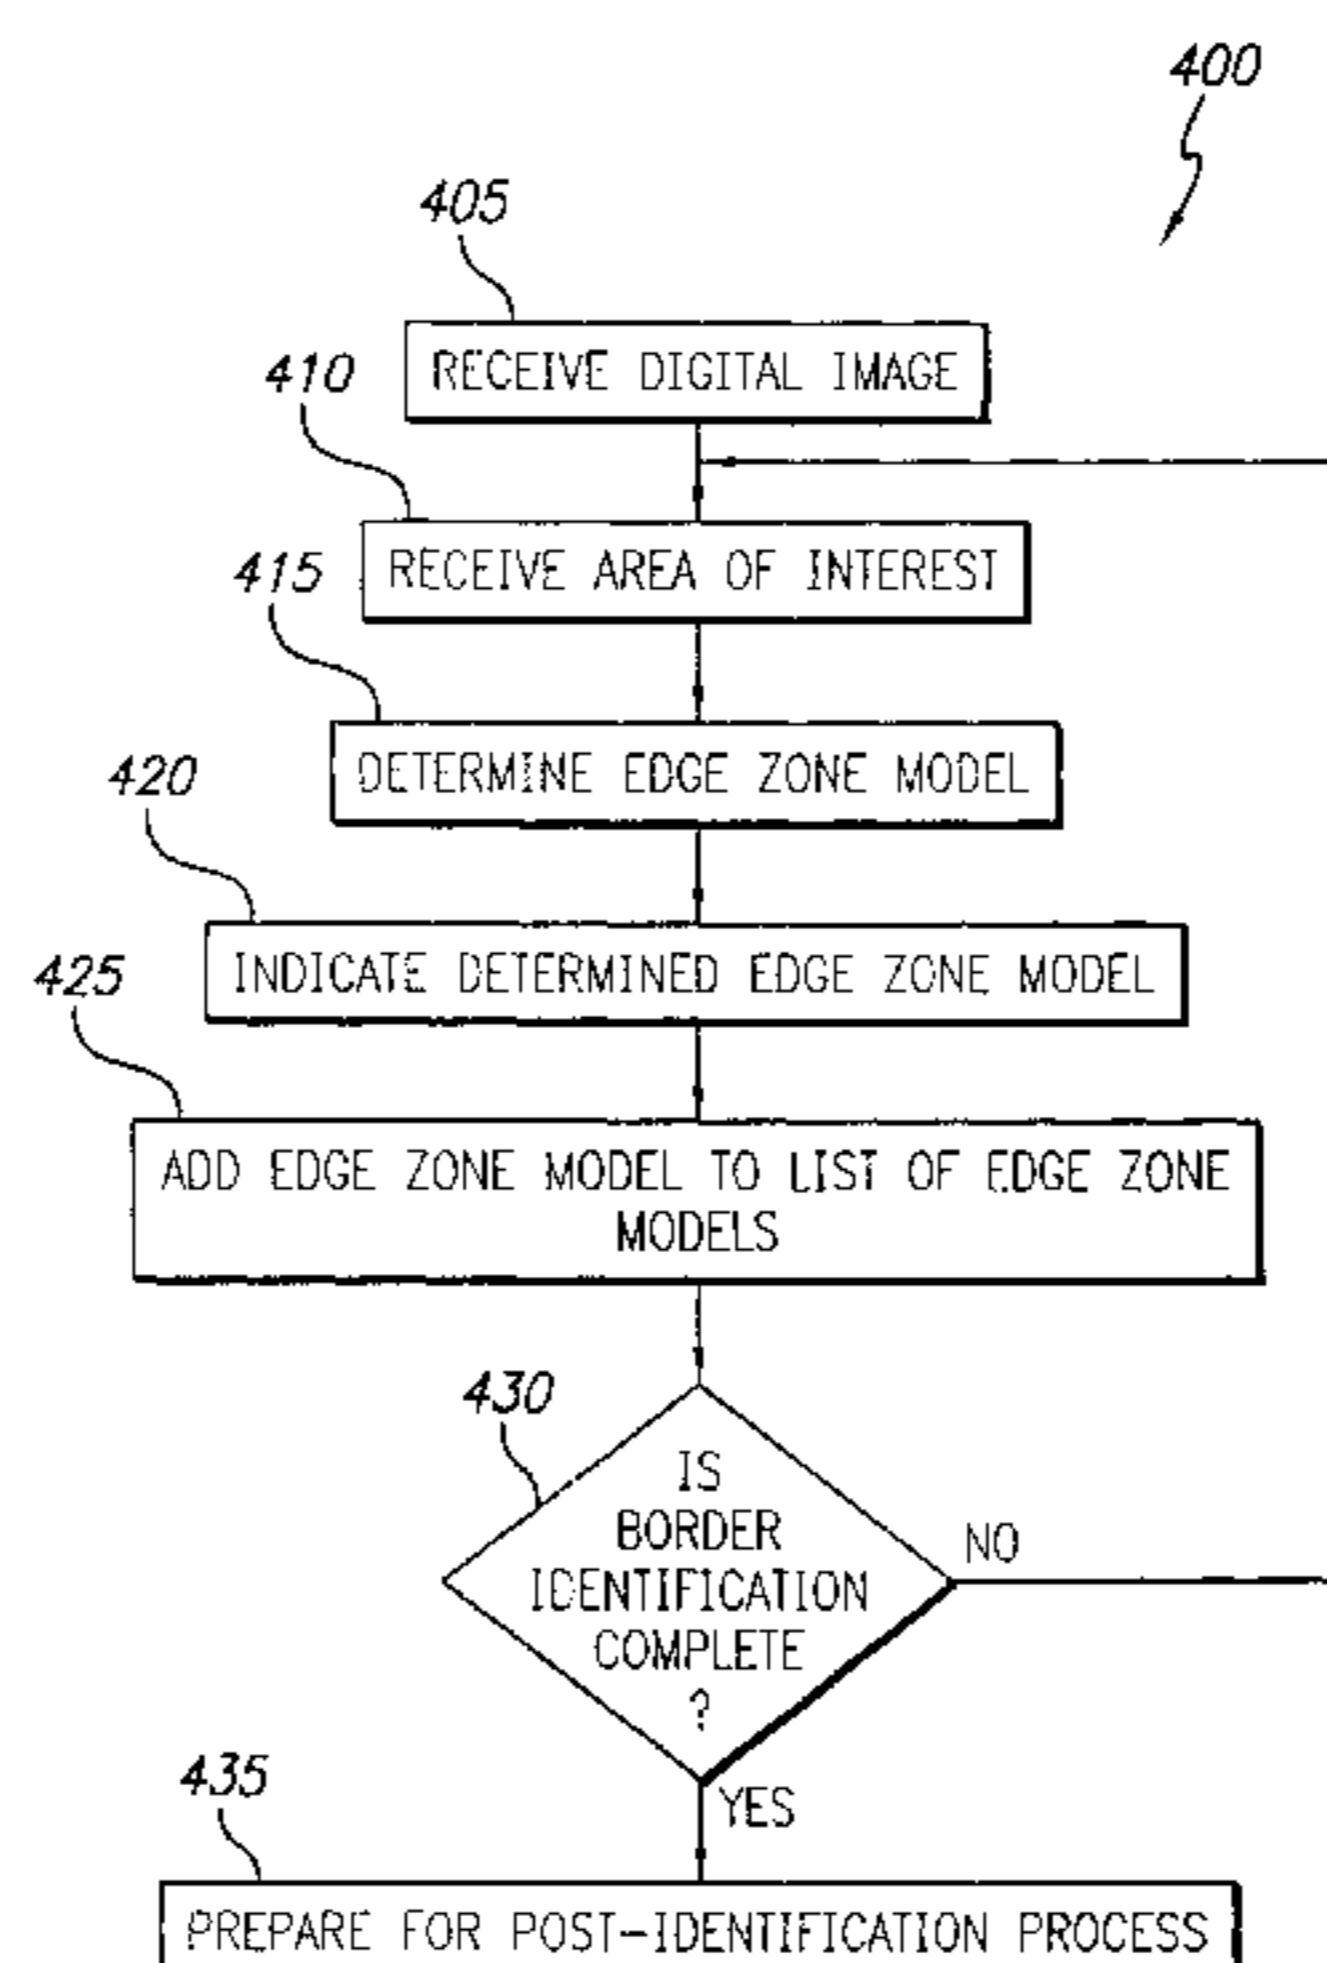 400
405
RECEIVE DIGITAL IMAGE
410
RECEIVE AREA OF INTEREST
415
DETERMINE EDGE ZONE MODEL
420
INDICATE DETERMINED EDGE ZONE MODEL
425
ADD EDGE ZONE MODEL TO LIST OF EDGE ZONE
MODELS
430
IS
BORDER
IDENTIFICATION
COMPLETE
?
NO
YES
435
PREPARE FOR POST-IDENTIFICATION PROCESS